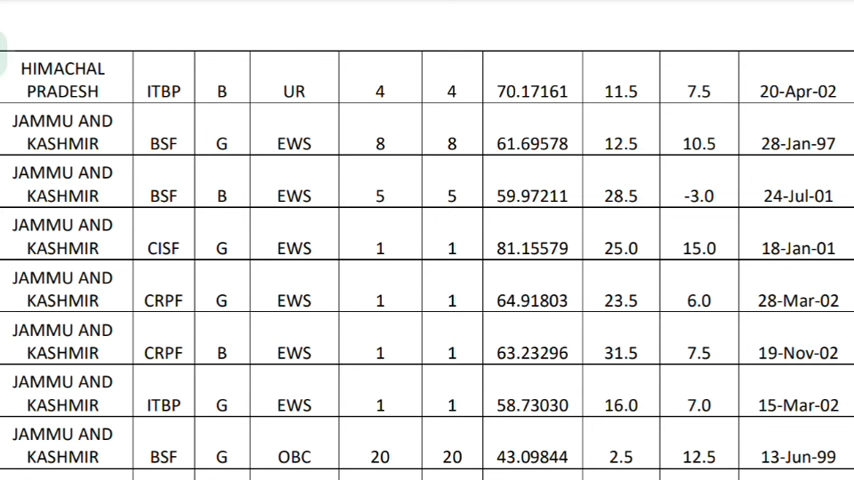 HIMACHAL
PRADESH ITBP B UR 4 4 70.17161 11.5 7.5 20-Apr-02
JAMMU AND
KASHMIR BSF G EWS 8 8 61.69578 12.5 10.5 28-Jan-97
JAMMU AND
KASHMIR BSF B EWS 5 5 59.97211 28.5 -3.0 24-Jul-01
JAMMU AND
KASHMIR CISF G EWS 1 1 81.15579 25.0 15.0 18-Jan-01
JAMMU AND
KASHMIR CRPF G EWS 1 1 64.91803 23.5 6.0 28-Mar-02
JAMMU AND
KASHMIR CRPF B EWS 1 1 63.23296 31.5 7.5 19-Nov-02
JAMMU AND
KASHMIR ITBP G EWS 1 1 58.73030 16.0 7.0 15-Mar-02
JAMMU AND
KASHMIR BSF G OBC 20 20 43.09844 2.5 12.5 13-Jun-99